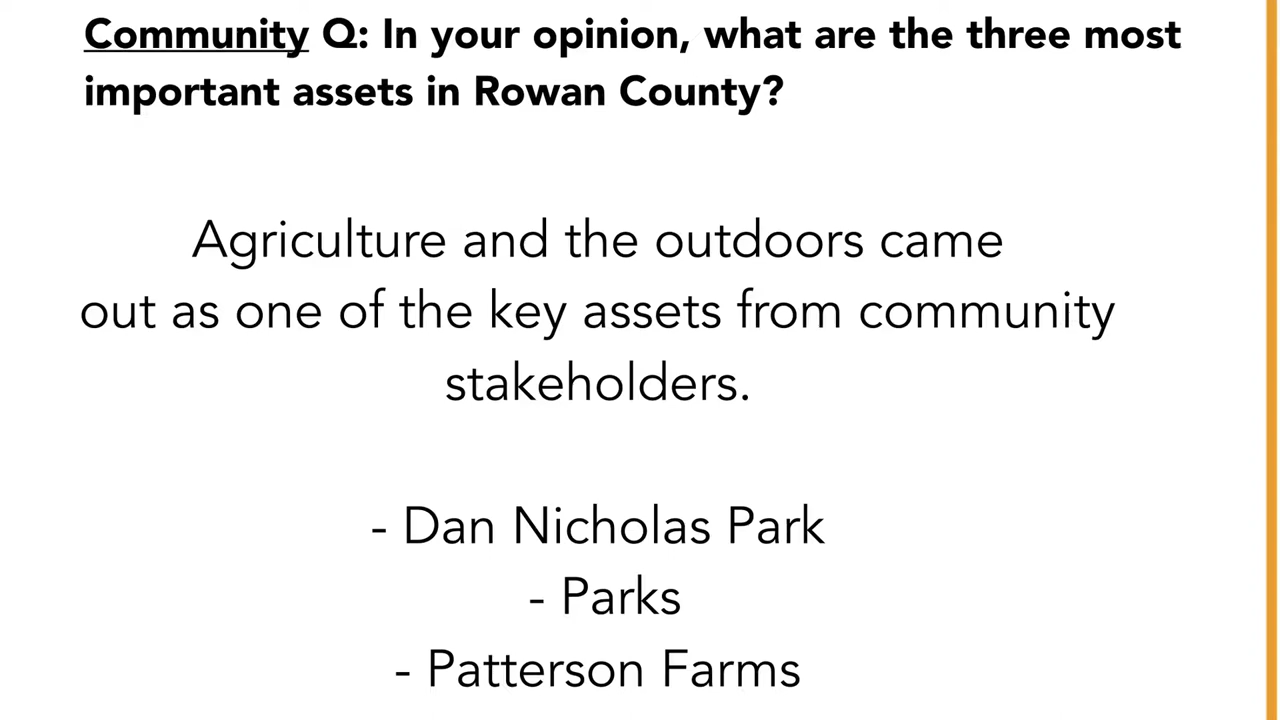 Community Q: In your opinion, what are the three most
important assets in Rowan County?
Agriculture and the outdoors came
out as one of the key assets from community
stakeholders.
- Dan Nicholas Park
- Parks
- Patterson Farms